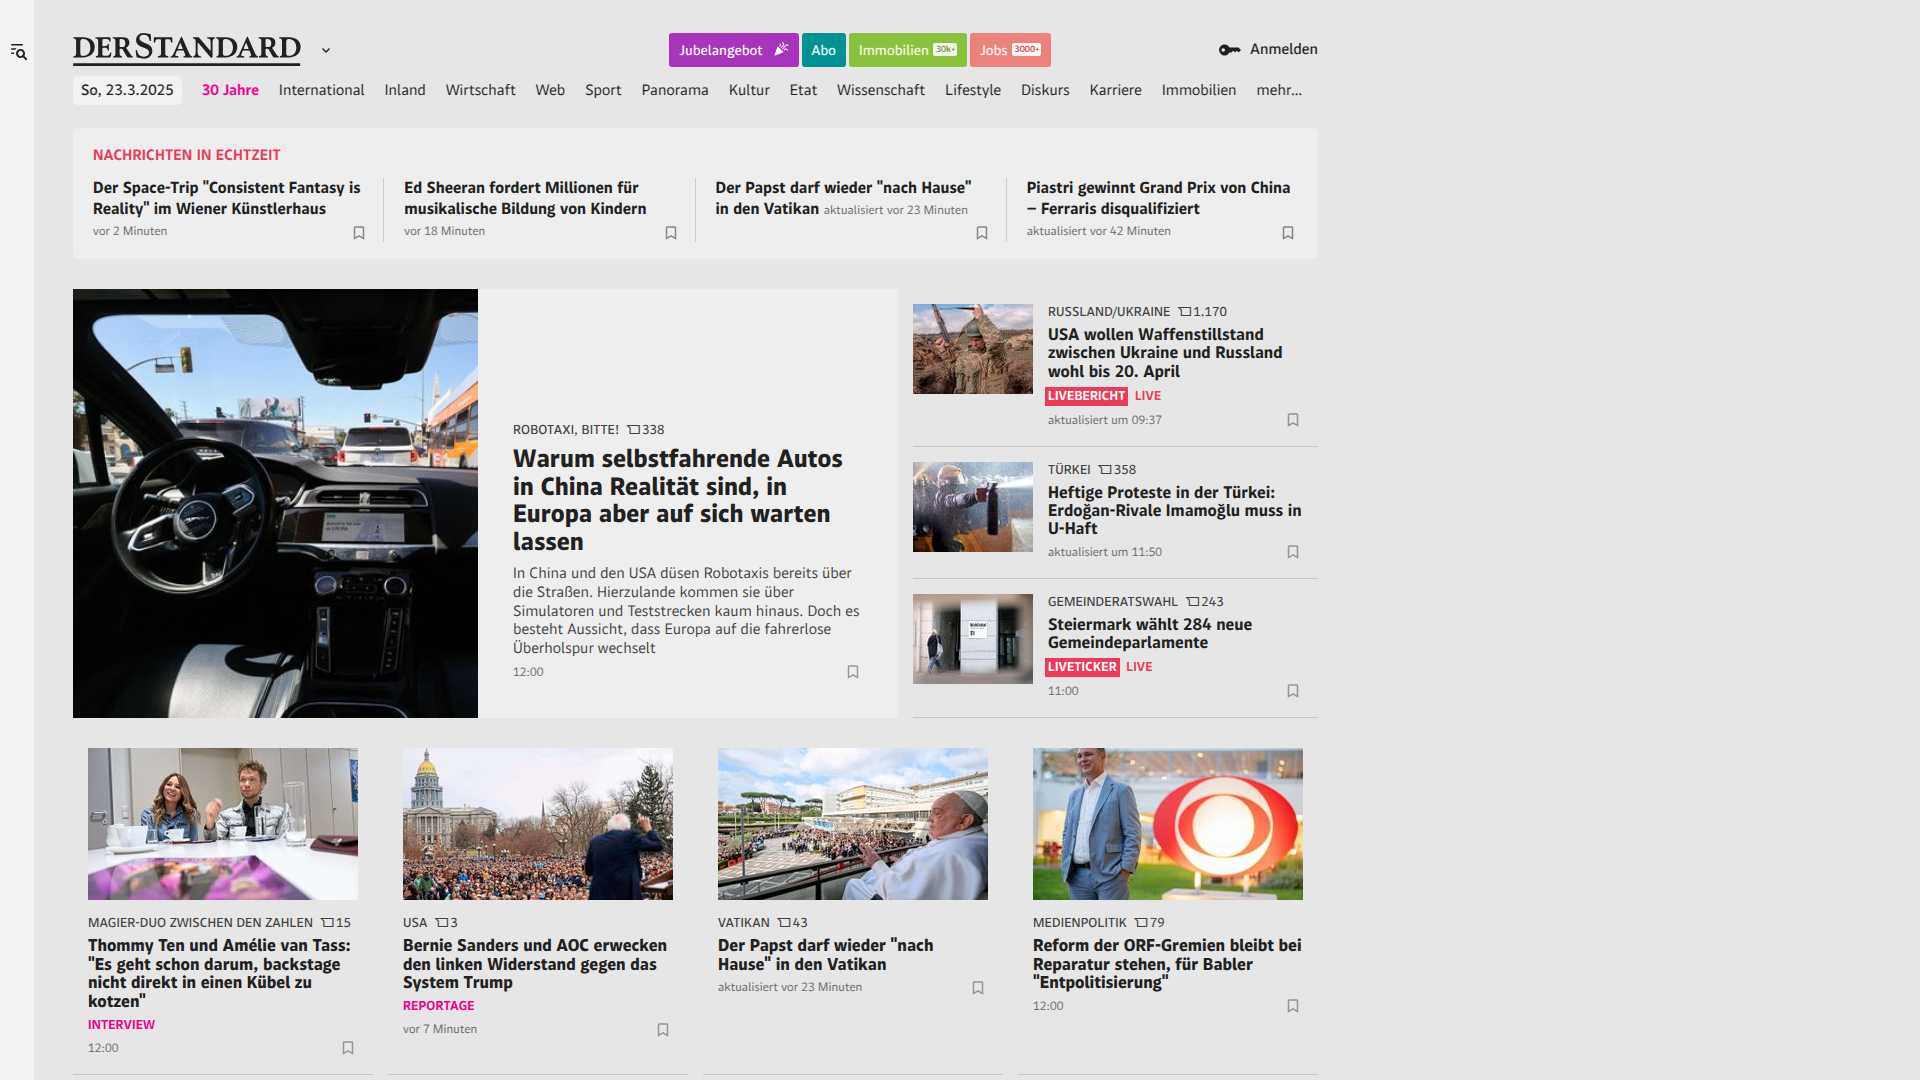 DERSTANDARD
Jubelangebot
Abo
Immobilien 30k+
Jobs 3000+
Anmelden
So, 23.3.2025
30 Jahre
International
Inland
Wirtschaft
Web
Sport
Panorama
Kultur
Etat
Wissenschaft
Lifestyle
Diskurs
Karriere
Immobilien
mehr...
NACHRICHTEN IN ECHTZEIT
Der Space-Trip "Consistent Fantasy is
Reality" im Wiener Künstlerhaus
vor 2 Minuten
Ed Sheeran fordert Millionen für
musikalische Bildung von Kindern
vor 18 Minuten
Der Papst darf wieder "nach Hause"
in den Vatikan aktualisiert vor 23 Minuten
Piastri gewinnt Grand Prix von China
– Ferraris disqualifiziert
aktualisiert vor 42 Minuten
ROBOTAXI, BITTE! 338
Warum selbstfahrende Autos
in China Realität sind, in
Europa aber auf sich warten
lassen
In China und den USA düsen Robotaxis bereits über
die Straßen. Hierzulande kommen sie über
Simulatoren und Teststrecken kaum hinaus. Doch es
besteht Aussicht, dass Europa auf die fahrerlose
Überholspur wechselt
12:00
RUSSLAND/UKRAINE 1.170
USA wollen Waffenstillstand
zwischen Ukraine und Russland
wohl bis 20. April
LIVEBERICHT LIVE
aktualisiert um 09:37
TÜRKEI 358
Heftige Proteste in der Türkei:
Erdoğan-Rivale Imamoğlu muss in
U-Haft
aktualisiert um 11:50
GEMEINDERATSWAHL 243
Steiermark wählt 284 neue
Gemeindeparlamente
LIVETICKER LIVE
11:00
MAGIER-DUO ZWISCHEN DEN ZAHLEN 15
Thommy Ten und Amélie van Tass:
"Es geht schon darum, backstage
nicht direkt in einen Kübel zu
kotzen"
INTERVIEW
12:00
USA 3
Bernie Sanders und AOC erwecken
den linken Widerstand gegen das
System Trump
REPORTAGE
vor 7 Minuten
VATIKAN 43
Der Papst darf wieder "nach
Hause" in den Vatikan
aktualisiert vor 23 Minuten
MEDIENPOLITIK 79
Reform der ORF-Gremien bleibt bei
Reparatur stehen, für Babler
"Entpolitisierung"
12:00